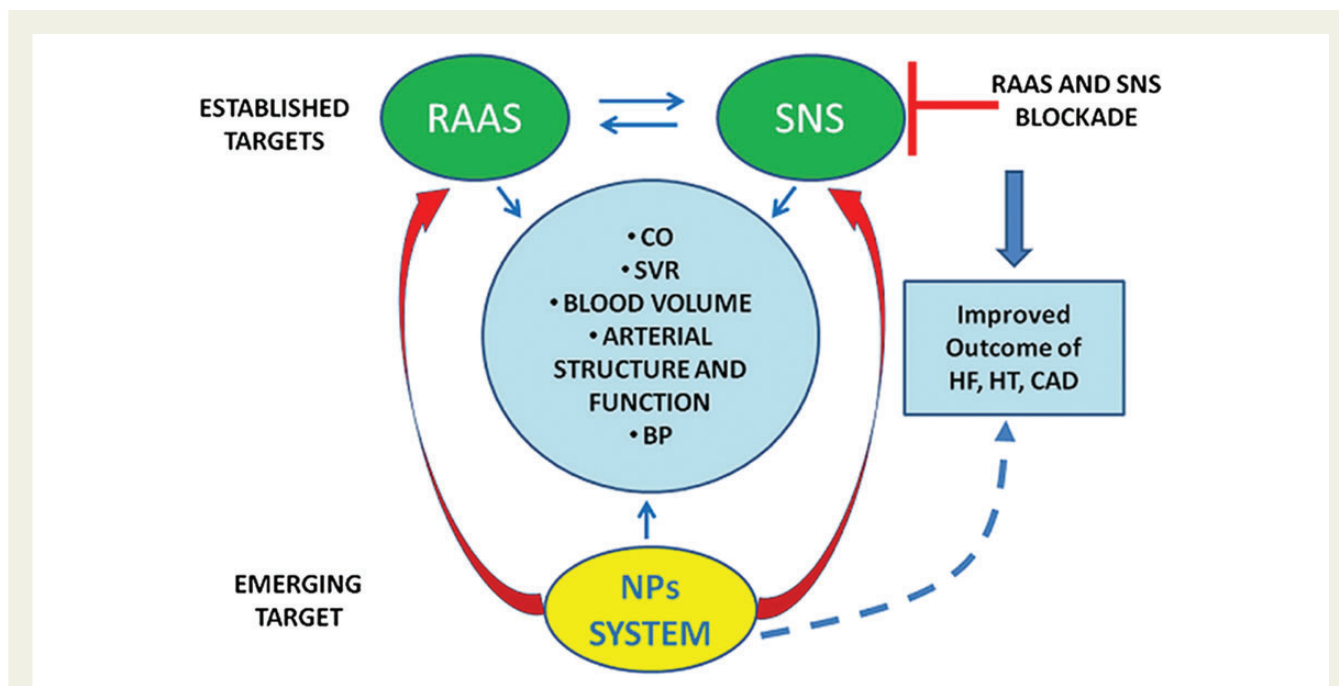 ESTABLISHED
TARGETS
RAAS
SNS
RAAS AND SNS
BLOCKADE
• CO
• SVR
• BLOOD VOLUME
• ARTERIAL
STRUCTURE AND
FUNCTION
• BP
Improved
Outcome of
HF, HT, CAD
EMERGING
TARGET
NPs
SYSTEM